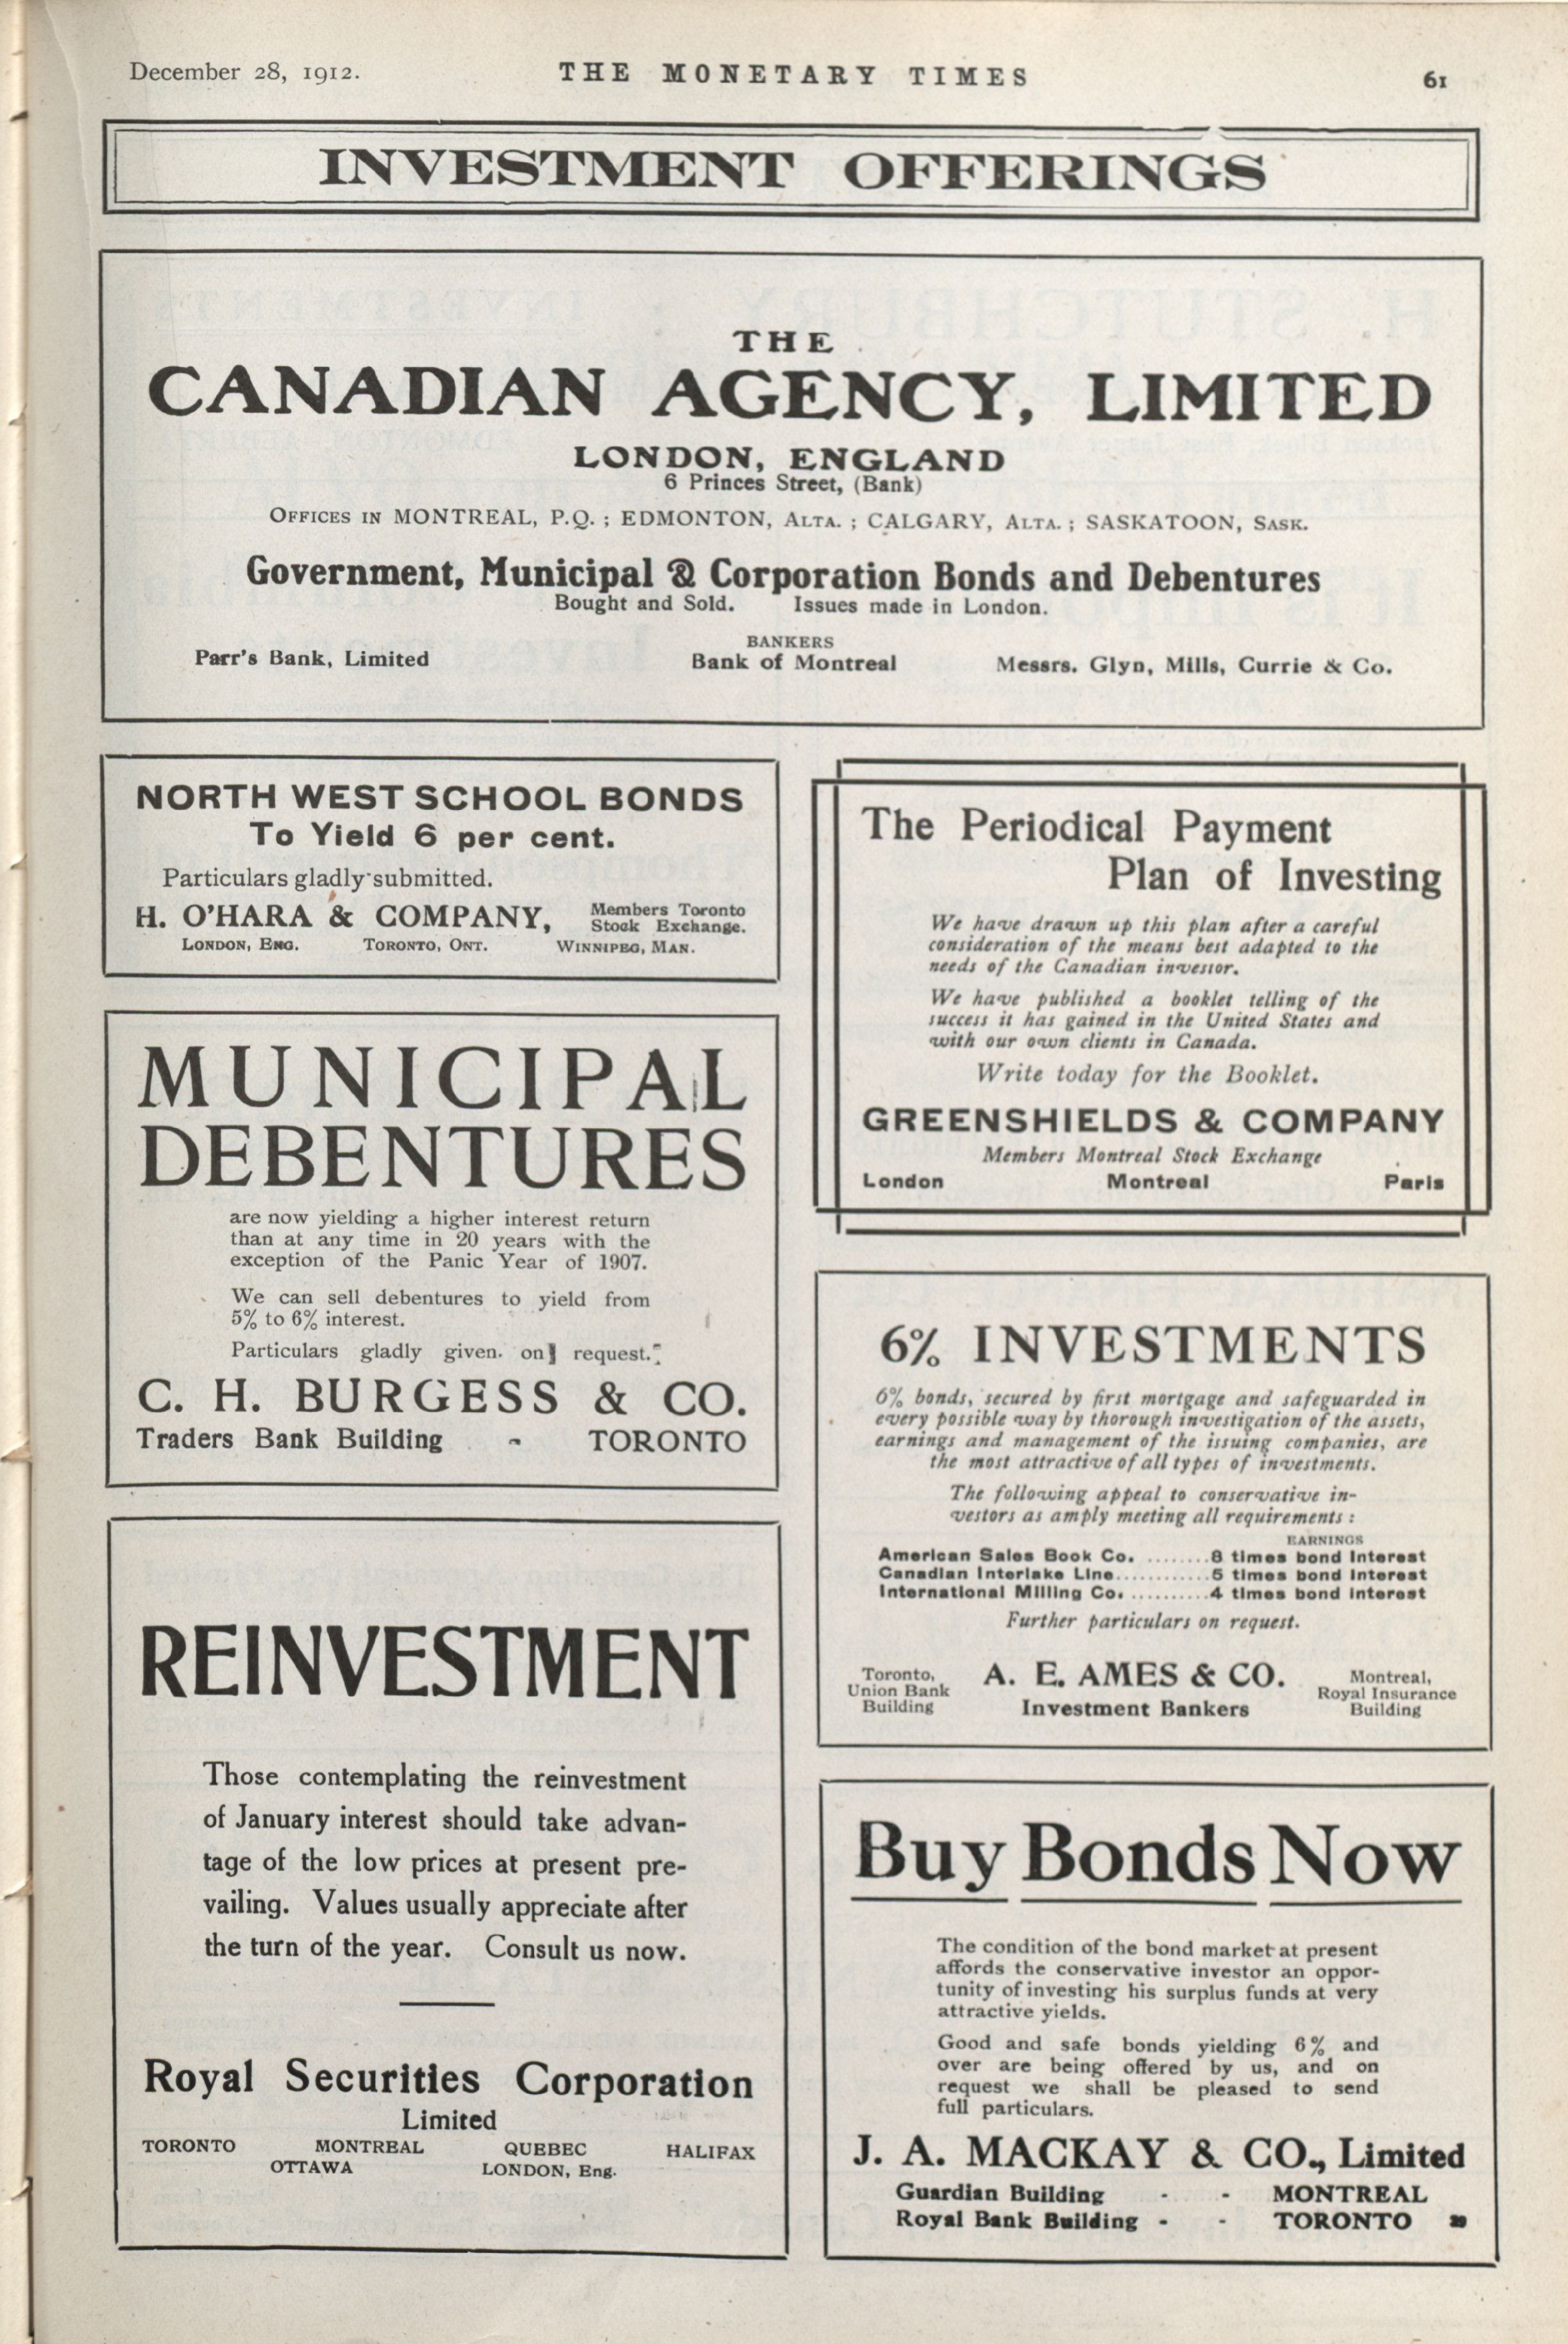 December 28, 1912.
THE MONETARY TIMES
61
INVESTMENT OFFERINGS
THE
CANADIAN AGENCY, LIMITED
LONDON, ENGLAND
6 Princes Street, (Bank)
OFFICES IN MONTREAL, P.Q. ; EDMONTON, ALTA. ; CALGARY, ALTA. ; SASKATOON, SASK.
Government, Municipal & Corporation Bonds and Debentures
Bought and Sold. Issues made in London.
BANKERS
Parr's Bank, Limited Bank of Montreal Messrs. Glyn, Mills, Currie & Co.
NORTH WEST SCHOOL BONDS
To Yield 6 per cent.
Particulars gladly submitted.
H. O'HARA & COMPANY, Members Toronto
Stock Exchange.
LONDON, ENG. TORONTO, ONT. WINNIPEG, MAN.
MUNICIPAL
DEBENTURES
are now yielding a higher interest return
than at any time in 20 years with the
exception of the Panic Year of 1907.
We can sell debentures to yield from
5% to 6% interest.
Particulars gladly given on request.
C. H. BURGESS & CO.
Traders Bank Building - TORONTO
REINVESTMENT
Those contemplating the reinvestment
of January interest should take advan-
tage of the low prices at present pre-
vailing. Values usually appreciate after
the turn of the year. Consult us now.
Royal Securities Corporation
Limited
TORONTO MONTREAL QUEBEC HALIFAX
OTTAWA LONDON, Eng.
The Periodical Payment
Plan of Investing
We have drawn up this plan after a careful
consideration of the means best adapted to the
needs of the Canadian investor.
We have published a booklet telling of the
success it has gained in the United States and
with our own clients in Canada.
Write today for the Booklet.
GREENSHIELDS & COMPANY
Members Montreal Stock Exchange
London Montreal Paris
6% INVESTMENTS
6% bonds, secured by first mortgage and safeguarded in
every possible way by thorough investigation of the assets,
earnings and management of the issuing companies, are
the most attractive of all types of investments.
The following appeal to conservative in-
vestors as amply meeting all requirements :
EARNINGS
American Sales Book Co. ........8 times bond Interest
Canadian Interlake Line............5 times bond Interest
International Milling Co. ..........4 times bond interest
Further particulars on request.
Toronto,
Union Bank
Building
A. E. AMES & CO.
Investment Bankers
Montreal,
Royal Insurance
Building
Buy Bonds Now
The condition of the bond market at present
affords the conservative investor an oppor-
tunity of investing his surplus funds at very
attractive yields.
Good and safe bonds yielding 6% and
over are being offered by us, and on
request we shall be pleased to send
full particulars.
J. A. MACKAY & CO., Limited
Guardian Building - - MONTREAL
Royal Bank Building - - TORONTO